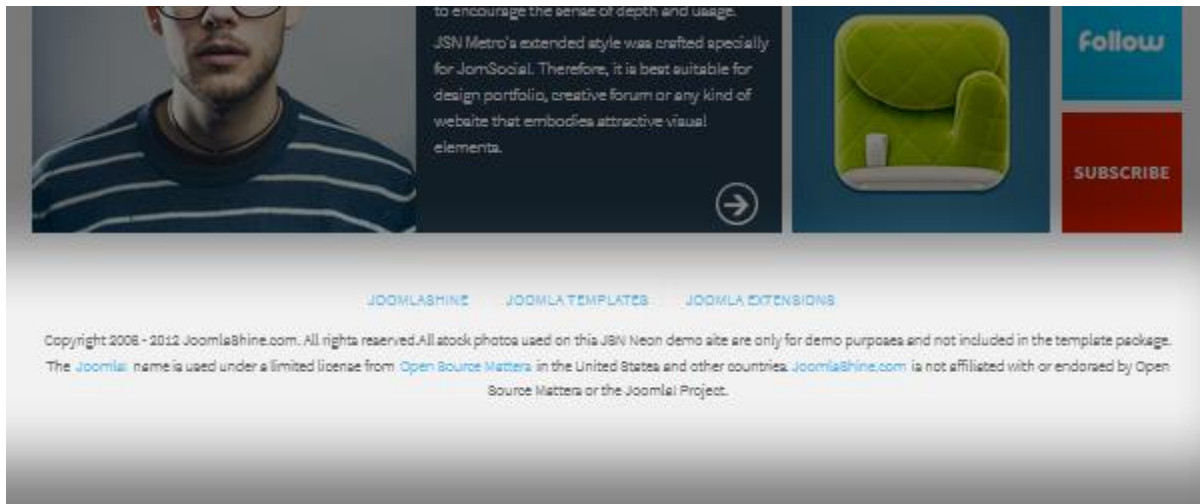 to encourage the sense of depth and usage.
JSN Metro's extended style was crafted specially
for JomSocial. Therefore, it is best suitable for
design portfolio, creative forum or any kind of
website that embodies attractive visual
elements.
Follow
SUBSCRIBE
JOOMLASHINE JOOMLA TEMPLATES JOOMLA EXTENSIONS
Copyright 2008 - 2012 JoomlaShine.com. All rights reserved.All stock photos used on this JSN Neon demo site are only for demo purposes and not included in the template package.
The Joomla! name is used under a limited license from Open Source Matters in the United States and other countries. JoomlaShine.com is not affiliated with or endorsed by Open
Source Matters or the Joomla! Project.